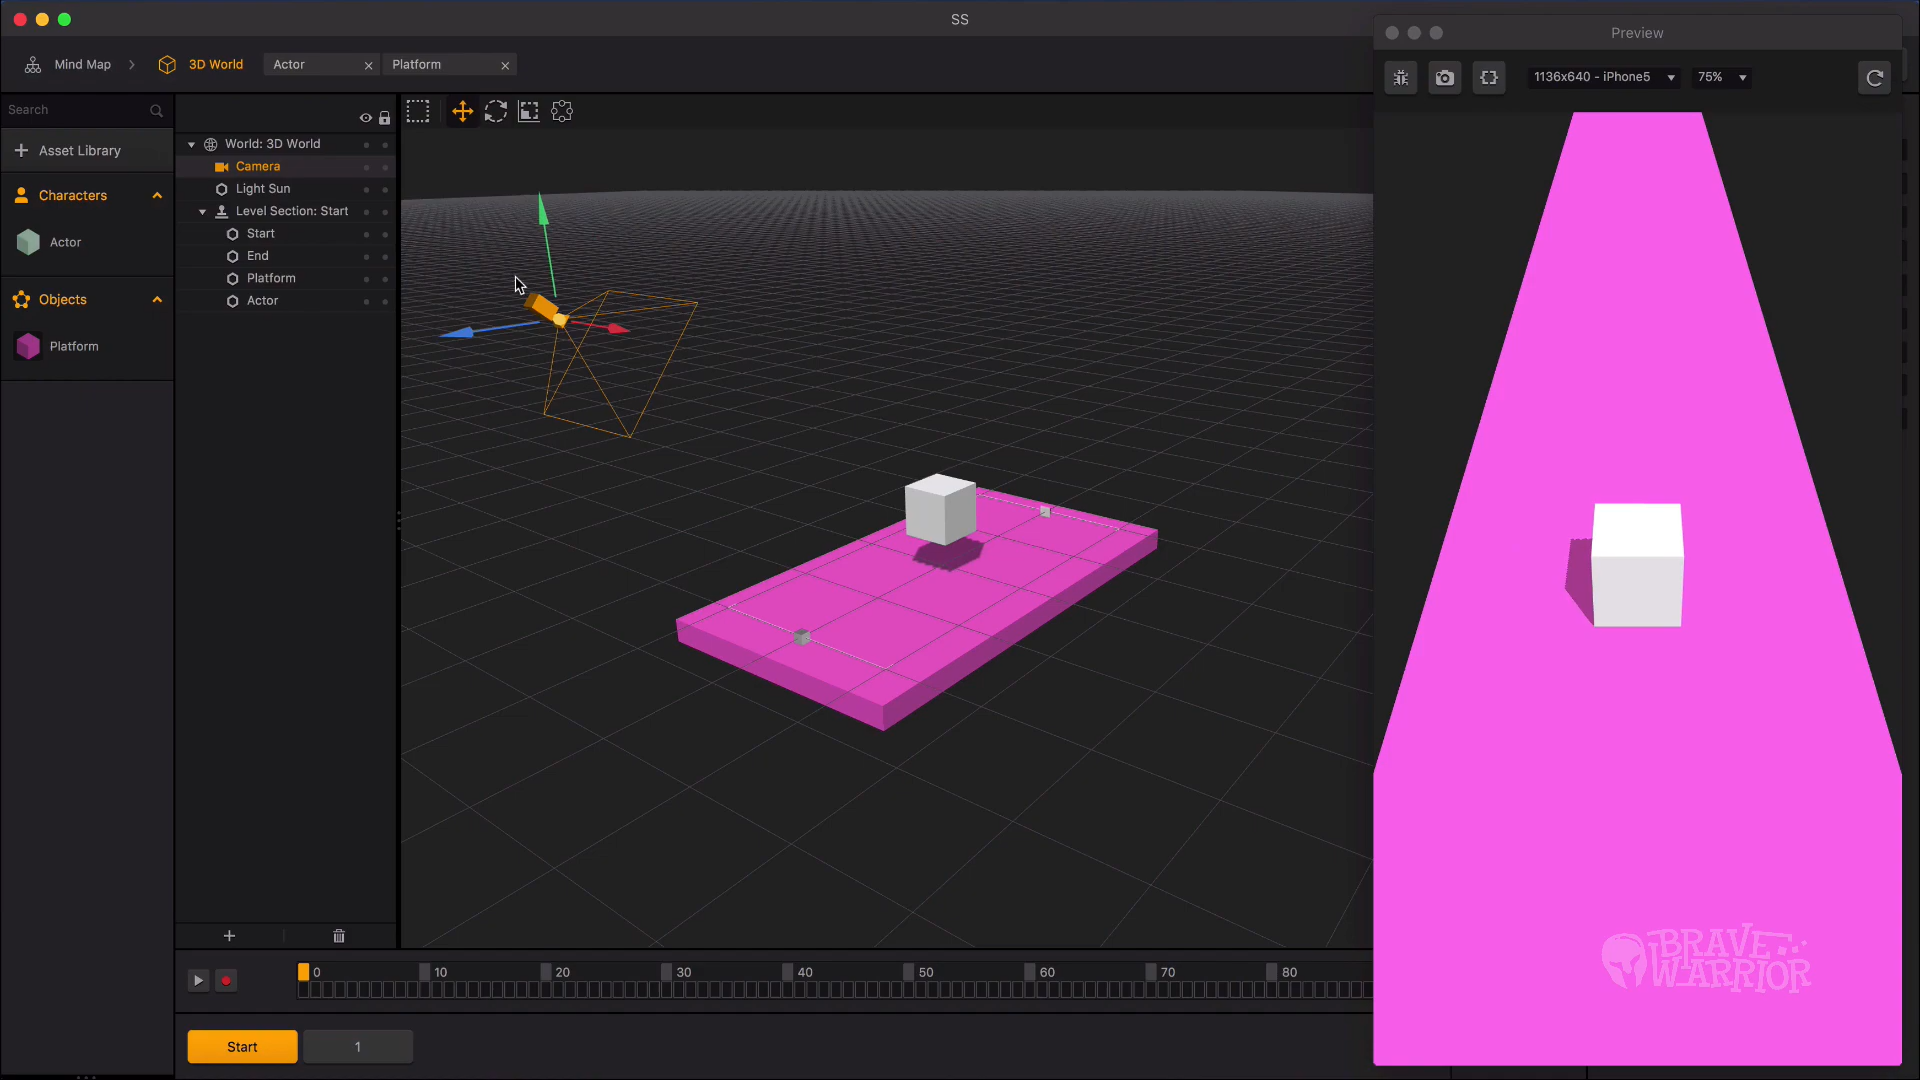 SS
Preview
Mind Map
3D World
Actor
Platform
1136x640 - iPhone5
75%
Search
Asset Library
Characters
Actor
Objects
Platform
World: 3D World
Camera
Light Sun
Level Section: Start
Start
End
Platform
Actor
BRAVE
WARRIOR
0 10 20 30 40 50 60 70 80
Start
1